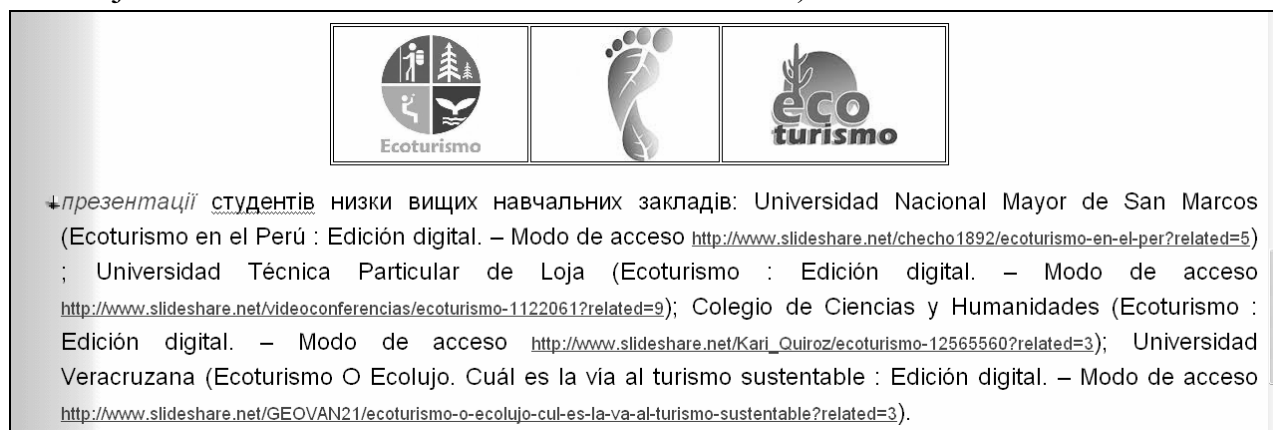 Ecoturismo
eco
turismo
презентації студентів низки вищих навчальних закладів: Universidad Nacional Mayor de San Marcos
(Ecoturismo en el Perú : Edición digital. – Modo de acceso http://www.slideshare.net/checho1892/ecoturismo-en-el-per?related=5)
; Universidad Técnica Particular de Loja (Ecoturismo : Edición digital. – Modo de acceso
http://www.slideshare.net/videoconferencias/ecoturismo-1122061?related=9); Colegio de Ciencias y Humanidades (Ecoturismo :
Edición digital. – Modo de acceso http://www.slideshare.net/Kari_Quiroz/ecoturismo-12565560?related=3); Universidad
Veracruzana (Ecoturismo O Ecolujo. Cuál es la vía al turismo sustentable : Edición digital. – Modo de acceso
http://www.slideshare.net/GEOVAN21/ecoturismo-o-ecolujo-cul-es-la-va-al-turismo-sustentable?related=3).